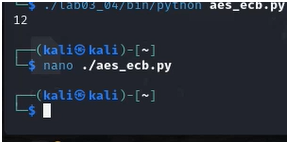 └─$ ./lab03_04/bin/python aes_ecb.py
12

┌──(kali㉿kali)-[~]
└─$ nano ./aes_ecb.py

┌──(kali㉿kali)-[~]
└─$